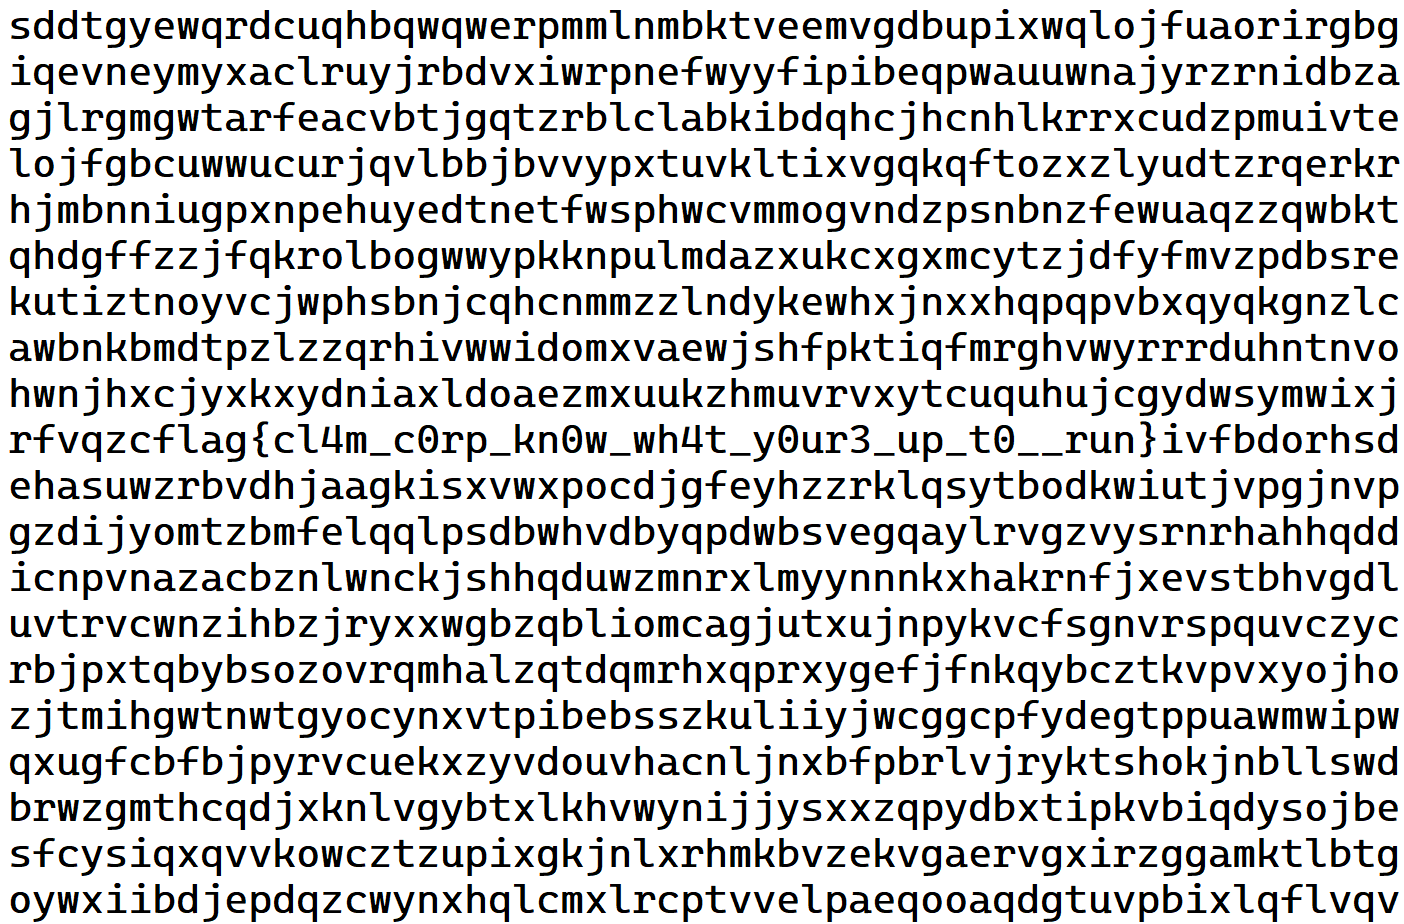 sddtgyewqrdcuqhbqwqwerpmmlnmbktveemvgdbupixwqlojfuaorirgbg
iqevneymyxaclruyjrbdvxiwrpnefwyyfipibeqpwauuwnajyrzrnidbza
gjlrgmgwtarfeacvbtjgqtzrblclabkibdqhcjhcnhlkrrxcudzpmuivte
lojfgbcuwwucurjqvlbbjbvvypxtuvkltixvgqkqftozxzlyudtzrqerkr
hjmbnniugpxnpehuyedtnetfwsphwcvmmogvndzpsnbnzfewuaqzzqwbkt
qhdgffzzjfqkrolbogwwypkknpulmdazxukcxgxmcytzjdfyfmvzpdbsre
kutiztnoyvcjwphsbnjcqhcnmmzzlndykewhxjnxxhqpqpvbxqyqkgnzlc
awbnkbmdtpzlzzqrhivwwidomxvaewjshfpktiqfmrghvwyrrrduhntnvo
hwnjhxcjyxkxydniaxldoaezmxuukzhmuvrvxytcuquhujcgydwsymwixj
rfvqzcflag{cl4m_c0rp_kn0w_wh4t_y0ur3_up_t0__run}ivfbdorhsd
ehasuwzrbvdhjaagkisxvwxpocdjgfeyhzzrklqsytbodkwiutjvpgjnvp
gzdijyomtzbmfelqqlpsdbwhvdbyqpdwbsvegqaylrvgzvysrnrhahhqdd
icnpvnazacbznlwnckjshhqduwzmnrxlmyynnnkxhakrnfjxevstbhvgdl
uvtrvcwnzihbzjryxxwgbzqbliomcagjutxujnpykvcfsgnvrspquvczyc
rbjpxtqbybsozovrqmhalzqtdqmrhxqprxygefjfnkqybcztkvpvxyojho
zjtmihgwtnwtgyocynxvtpibebsszkuliiyjwcggcpfydegtppuawmwipw
qxugfcbfbjpyrvcuekxzyvdouvhacnljnxbfpbrlvjryktshokjnbllswd
brwzgmthcqdjxknlvgybtxlkhvwynijjysxxzqpydbxtipkvbiqdysojbe
sfcysiqxqvvkowcztzupixgkjnlxrhmkbvzekvgaervgxirzggamktlbtg
oywxiibdjepdqzcwynxhqlcmxlrcptvvelpaeqooaqdgtuvpbixlqflvqv